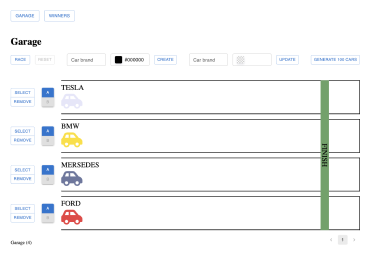 GARAGE WINNERS
Garage
RACE RESET Car brand #000000 CREATE Car brand UPDATE GENERATE 100 CARS
SELECT A TESLA
REMOVE
SELECT A BMW
REMOVE
SELECT A MERSEDES
REMOVE
SELECT A FORD
REMOVE
FINISH
Garage (4) < 1 >